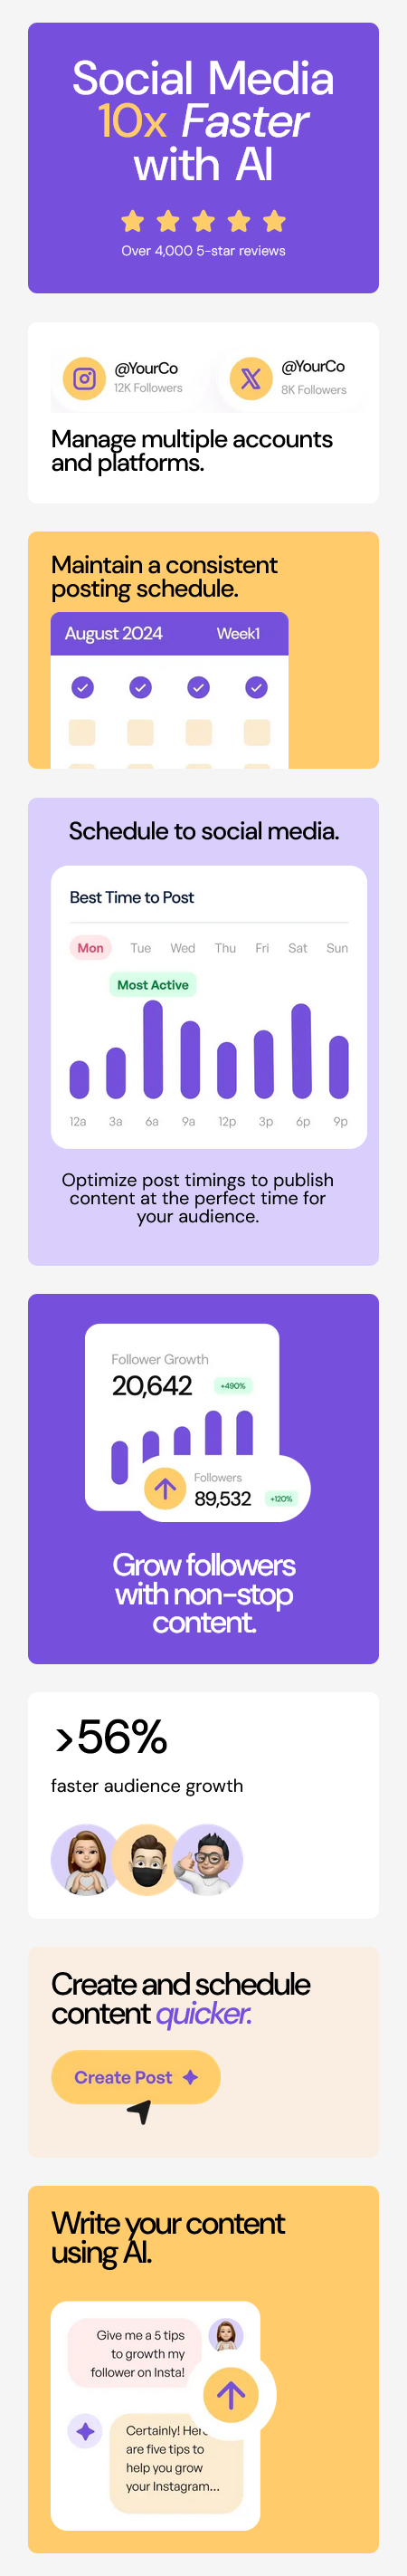 Social Media
10x Faster
with AI
Over 4,000 5-star reviews
@YourCo
12K Followers
@YourCo
8K Followers
Manage multiple accounts
and platforms.
Maintain a consistent
posting schedule.
August 2024 Week1
Schedule to social media.
Best Time to Post
Mon Tue Wed Thu Fri Sat Sun
Most Active
12a 3a 6a 9a 12p 3p 6p 9p
Optimize post timings to publish
content at the perfect time for
your audience.
Follower Growth
20,642 +490%
Followers
89,532 +120%
Grow followers
with non-stop
content.
>56%
faster audience growth
Create and schedule
content quicker.
Create Post
Write your content
using AI.
Give me a 5 tips
to growth my
follower on Insta!
Certainly! Here
are five tips to
help you grow
your Instagram...